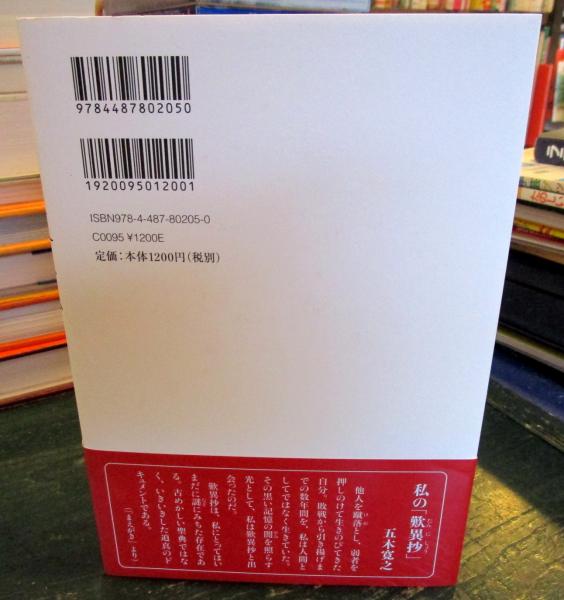 9784487802050
1920095012001
ISBN978-4-487-80205-0
C0095 ¥1200E
定価：本体1200円（税別）
私の「歎異抄」
五木寛之
他人を蹴落とし、弱者を
押しのけて生きのびてきた
自分。敗戦から引き揚げま
での数年間を、私は人間と
してではなく生きていた。
その黒い記憶の闇を照らす
光として、私は歎異抄と出
会ったのだ。
歎異抄は、私にとってはい
まだに謎にみちた存在であ
る。古めかしい聖典ではな
く、いきいきした迫真のド
キュメントである。
（「まえがき」より）